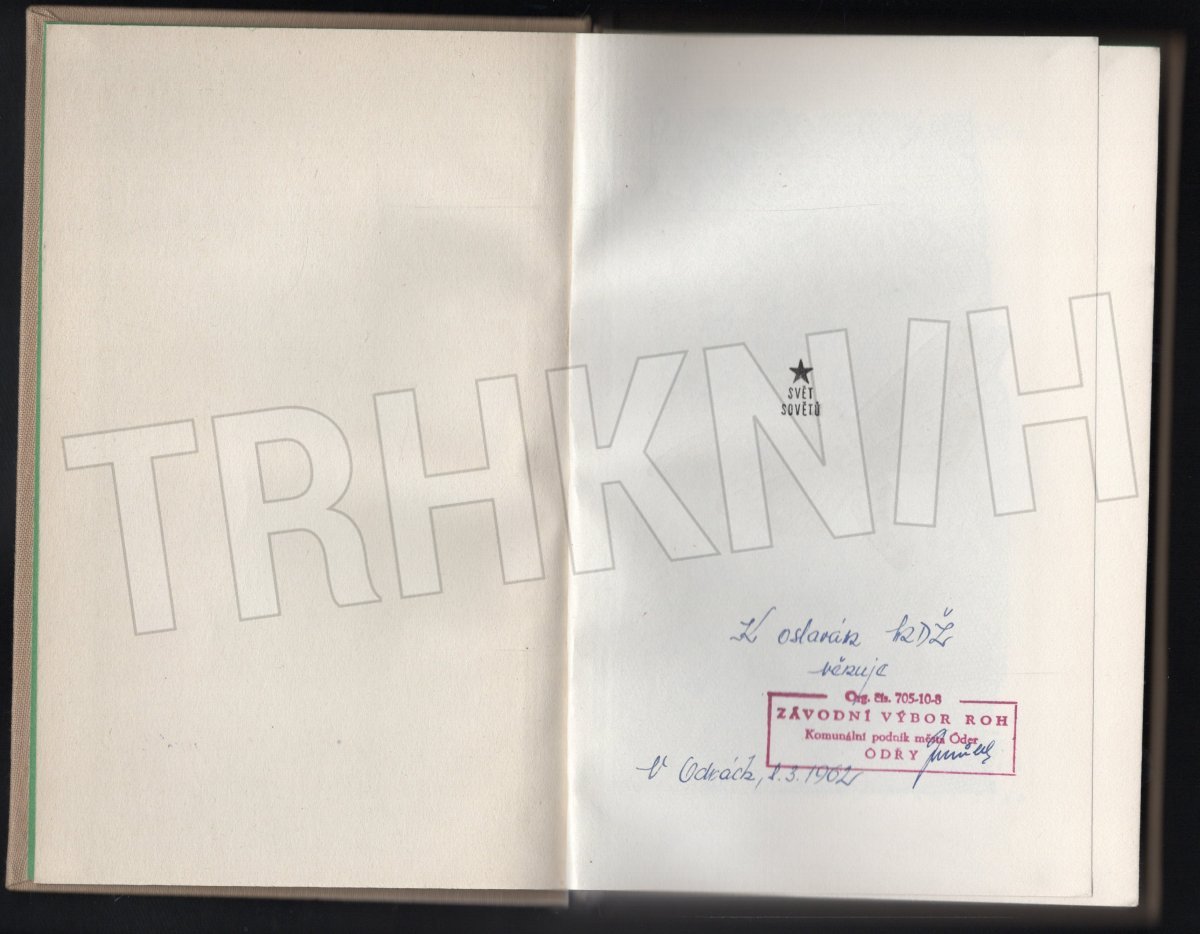 SVĚT
SOVĚTŮ
TRHKNIH
K oslavám MDŽ
věnuje
Org. čís. 705-10-8
ZÁVODNÍ VÝBOR ROH
Komunální podnik města Oder
ODRY
V Odrách, 8.3.1962